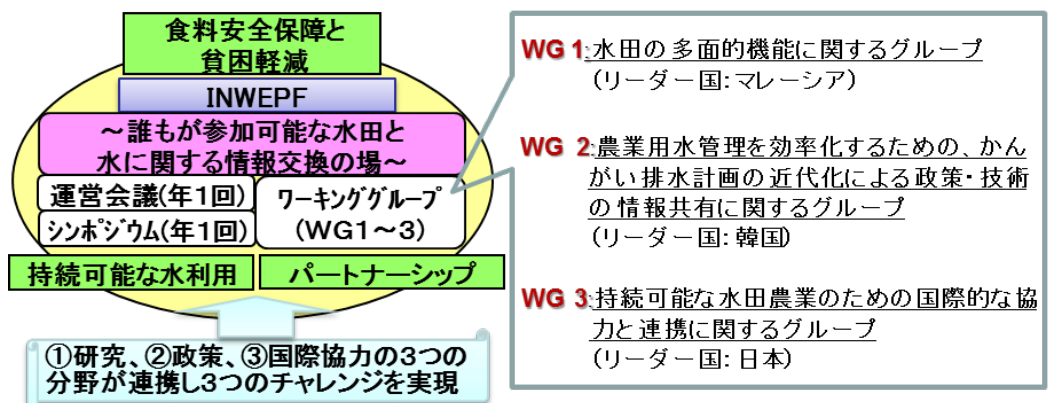 食料安全保障と
貧困軽減
INWEPF
～誰もが参加可能な水田と
水に関する情報交換の場～
運営会議(年1回)
シンポジウム(年1回)
ワーキンググループ
(WG1～3)
持続可能な水利用
パートナーシップ
①研究、②政策、③国際協力の3つの
分野が連携し3つのチャレンジを実現
WG 1:水田の多面的機能に関するグループ
(リーダー国:マレーシア)
WG 2:農業用水管理を効率化するための、かん
がい排水計画の近代化による政策・技術
の情報共有に関するグループ
(リーダー国:韓国)
WG 3:持続可能な水田農業のための国際的な協
力と連携に関するグループ
(リーダー国:日本)